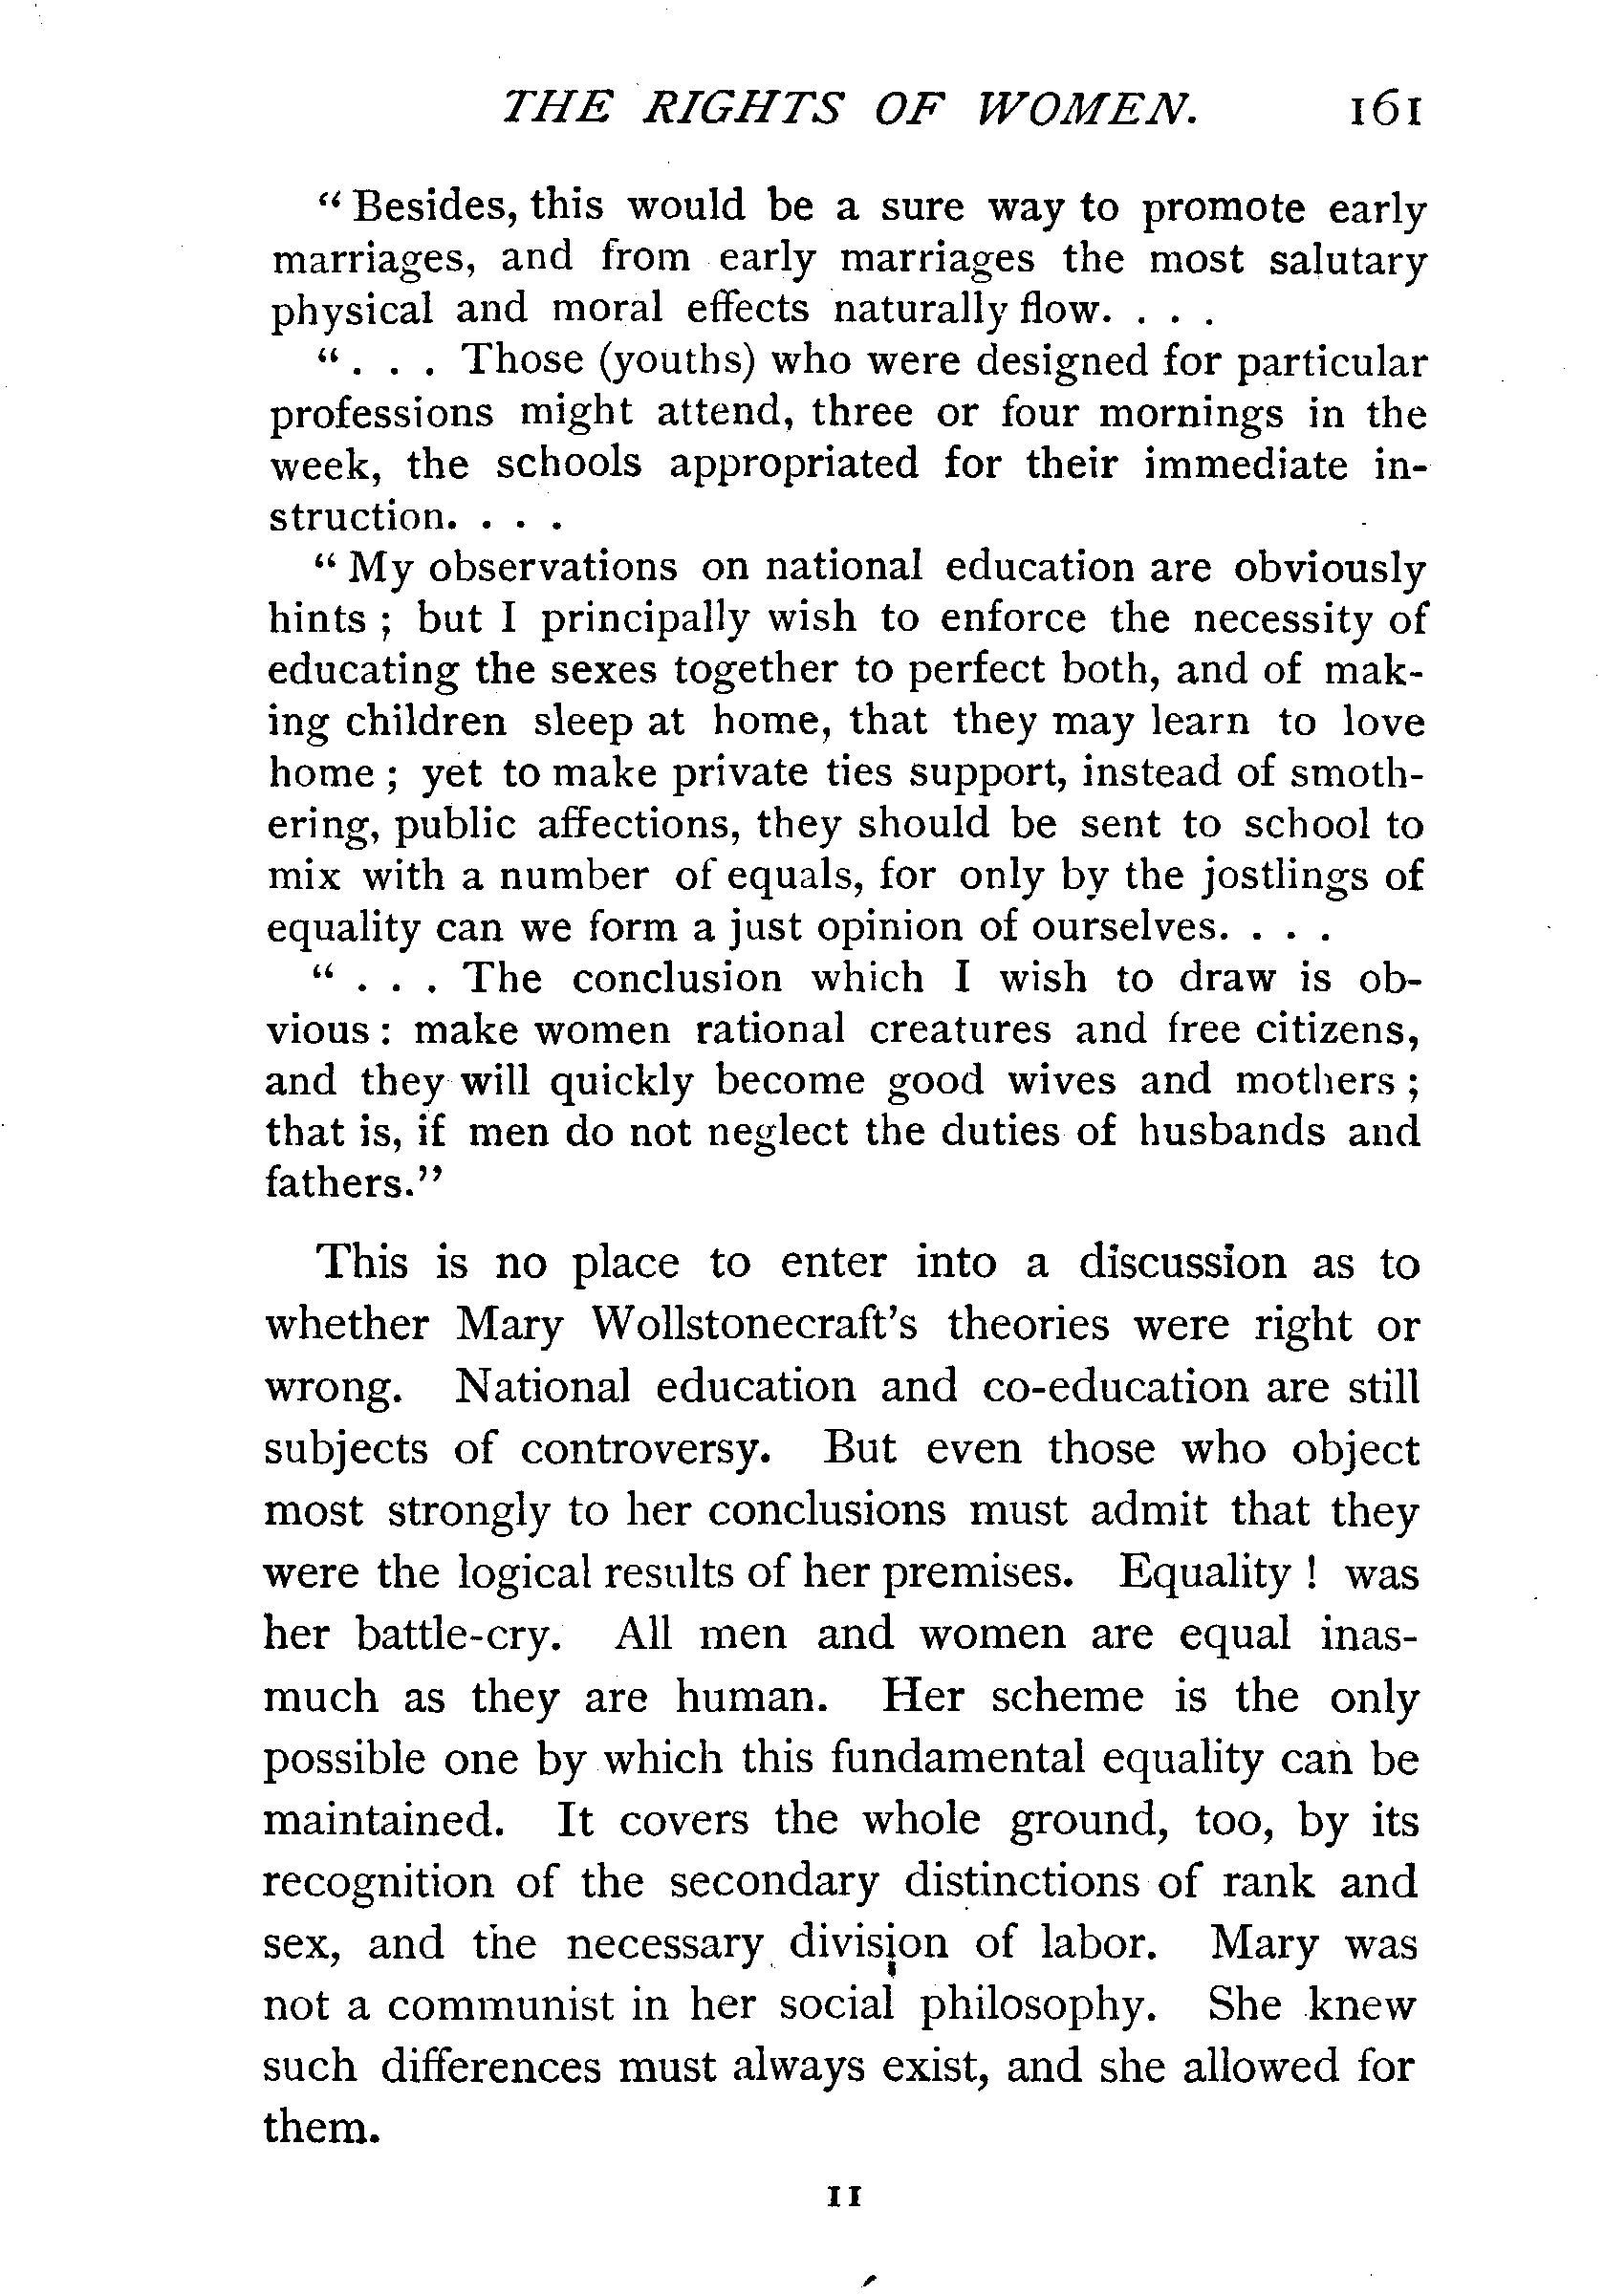 THE RIGHTS OF WOMEN. 161
“ Besides, this would be a sure way to promote early
marriages, and from early marriages the most salutary
physical and moral effects naturally flow. . . .
“ . . . Those (youths) who were designed for particular
professions might attend, three or four mornings in the
week, the schools appropriated for their immediate in-
struction. . . .
“ My observations on national education are obviously
hints ; but I principally wish to enforce the necessity of
educating the sexes together to perfect both, and of mak-
ing children sleep at home, that they may learn to love
home ; yet to make private ties support, instead of smoth-
ering, public affections, they should be sent to school to
mix with a number of equals, for only by the jostlings of
equality can we form a just opinion of ourselves. . . .
“ . . . The conclusion which I wish to draw is ob-
vious : make women rational creatures and free citizens,
and they will quickly become good wives and mothers ;
that is, if men do not neglect the duties of husbands and
fathers.”
This is no place to enter into a discussion as to
whether Mary Wollstonecraft's theories were right or
wrong. National education and co-education are still
subjects of controversy. But even those who object
most strongly to her conclusions must admit that they
were the logical results of her premises. Equality ! was
her battle-cry. All men and women are equal inas-
much as they are human. Her scheme is the only
possible one by which this fundamental equality can be
maintained. It covers the whole ground, too, by its
recognition of the secondary distinctions of rank and
sex, and the necessary division of labor. Mary was
not a communist in her social philosophy. She knew
such differences must always exist, and she allowed for
them.
11